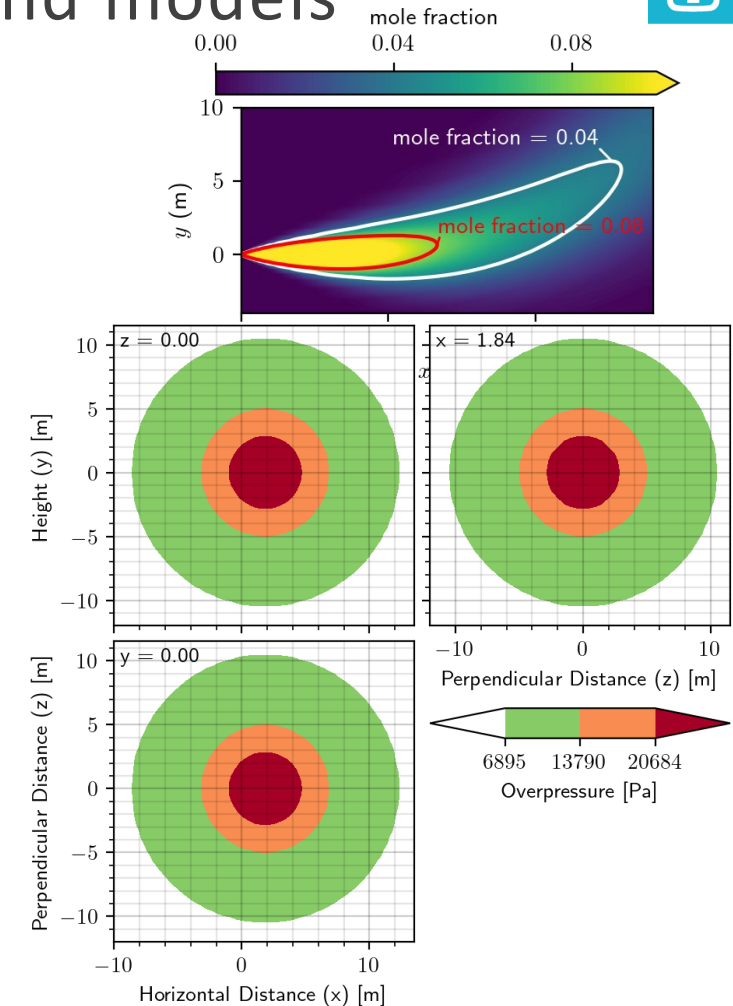 nd models
mole fraction
0.00 0.04 0.08
10
mole fraction = 0.04
5
y (m)
mole fraction = 0.08
0
z = 0.00
x = 1.84
10
x
5
Height (y) [m]
0
−5
−10
−10 0 10
Perpendicular Distance (z) [m]
y = 0.00
10
5
6895 13790 20684
Overpressure [Pa]
Perpendicular Distance (z) [m]
0
−5
−10
−10 0 10
Horizontal Distance (x) [m]